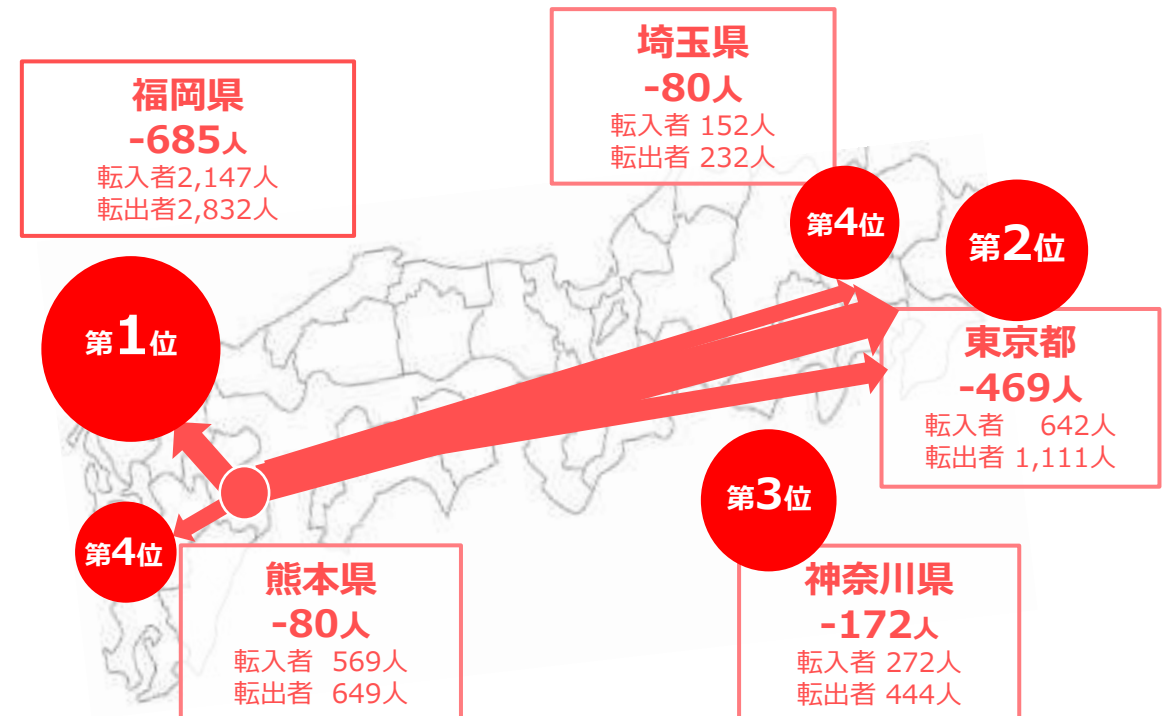 福岡県
-685人
転入者2,147人
転出者2,832人
埼玉県
-80人
転入者 152人
転出者 232人
第4位
第2位
第1位
東京都
-469人
転入者 642人
転出者 1,111人
第3位
第4位
熊本県
-80人
転入者 569人
転出者 649人
神奈川県
-172人
転入者 272人
転出者 444人